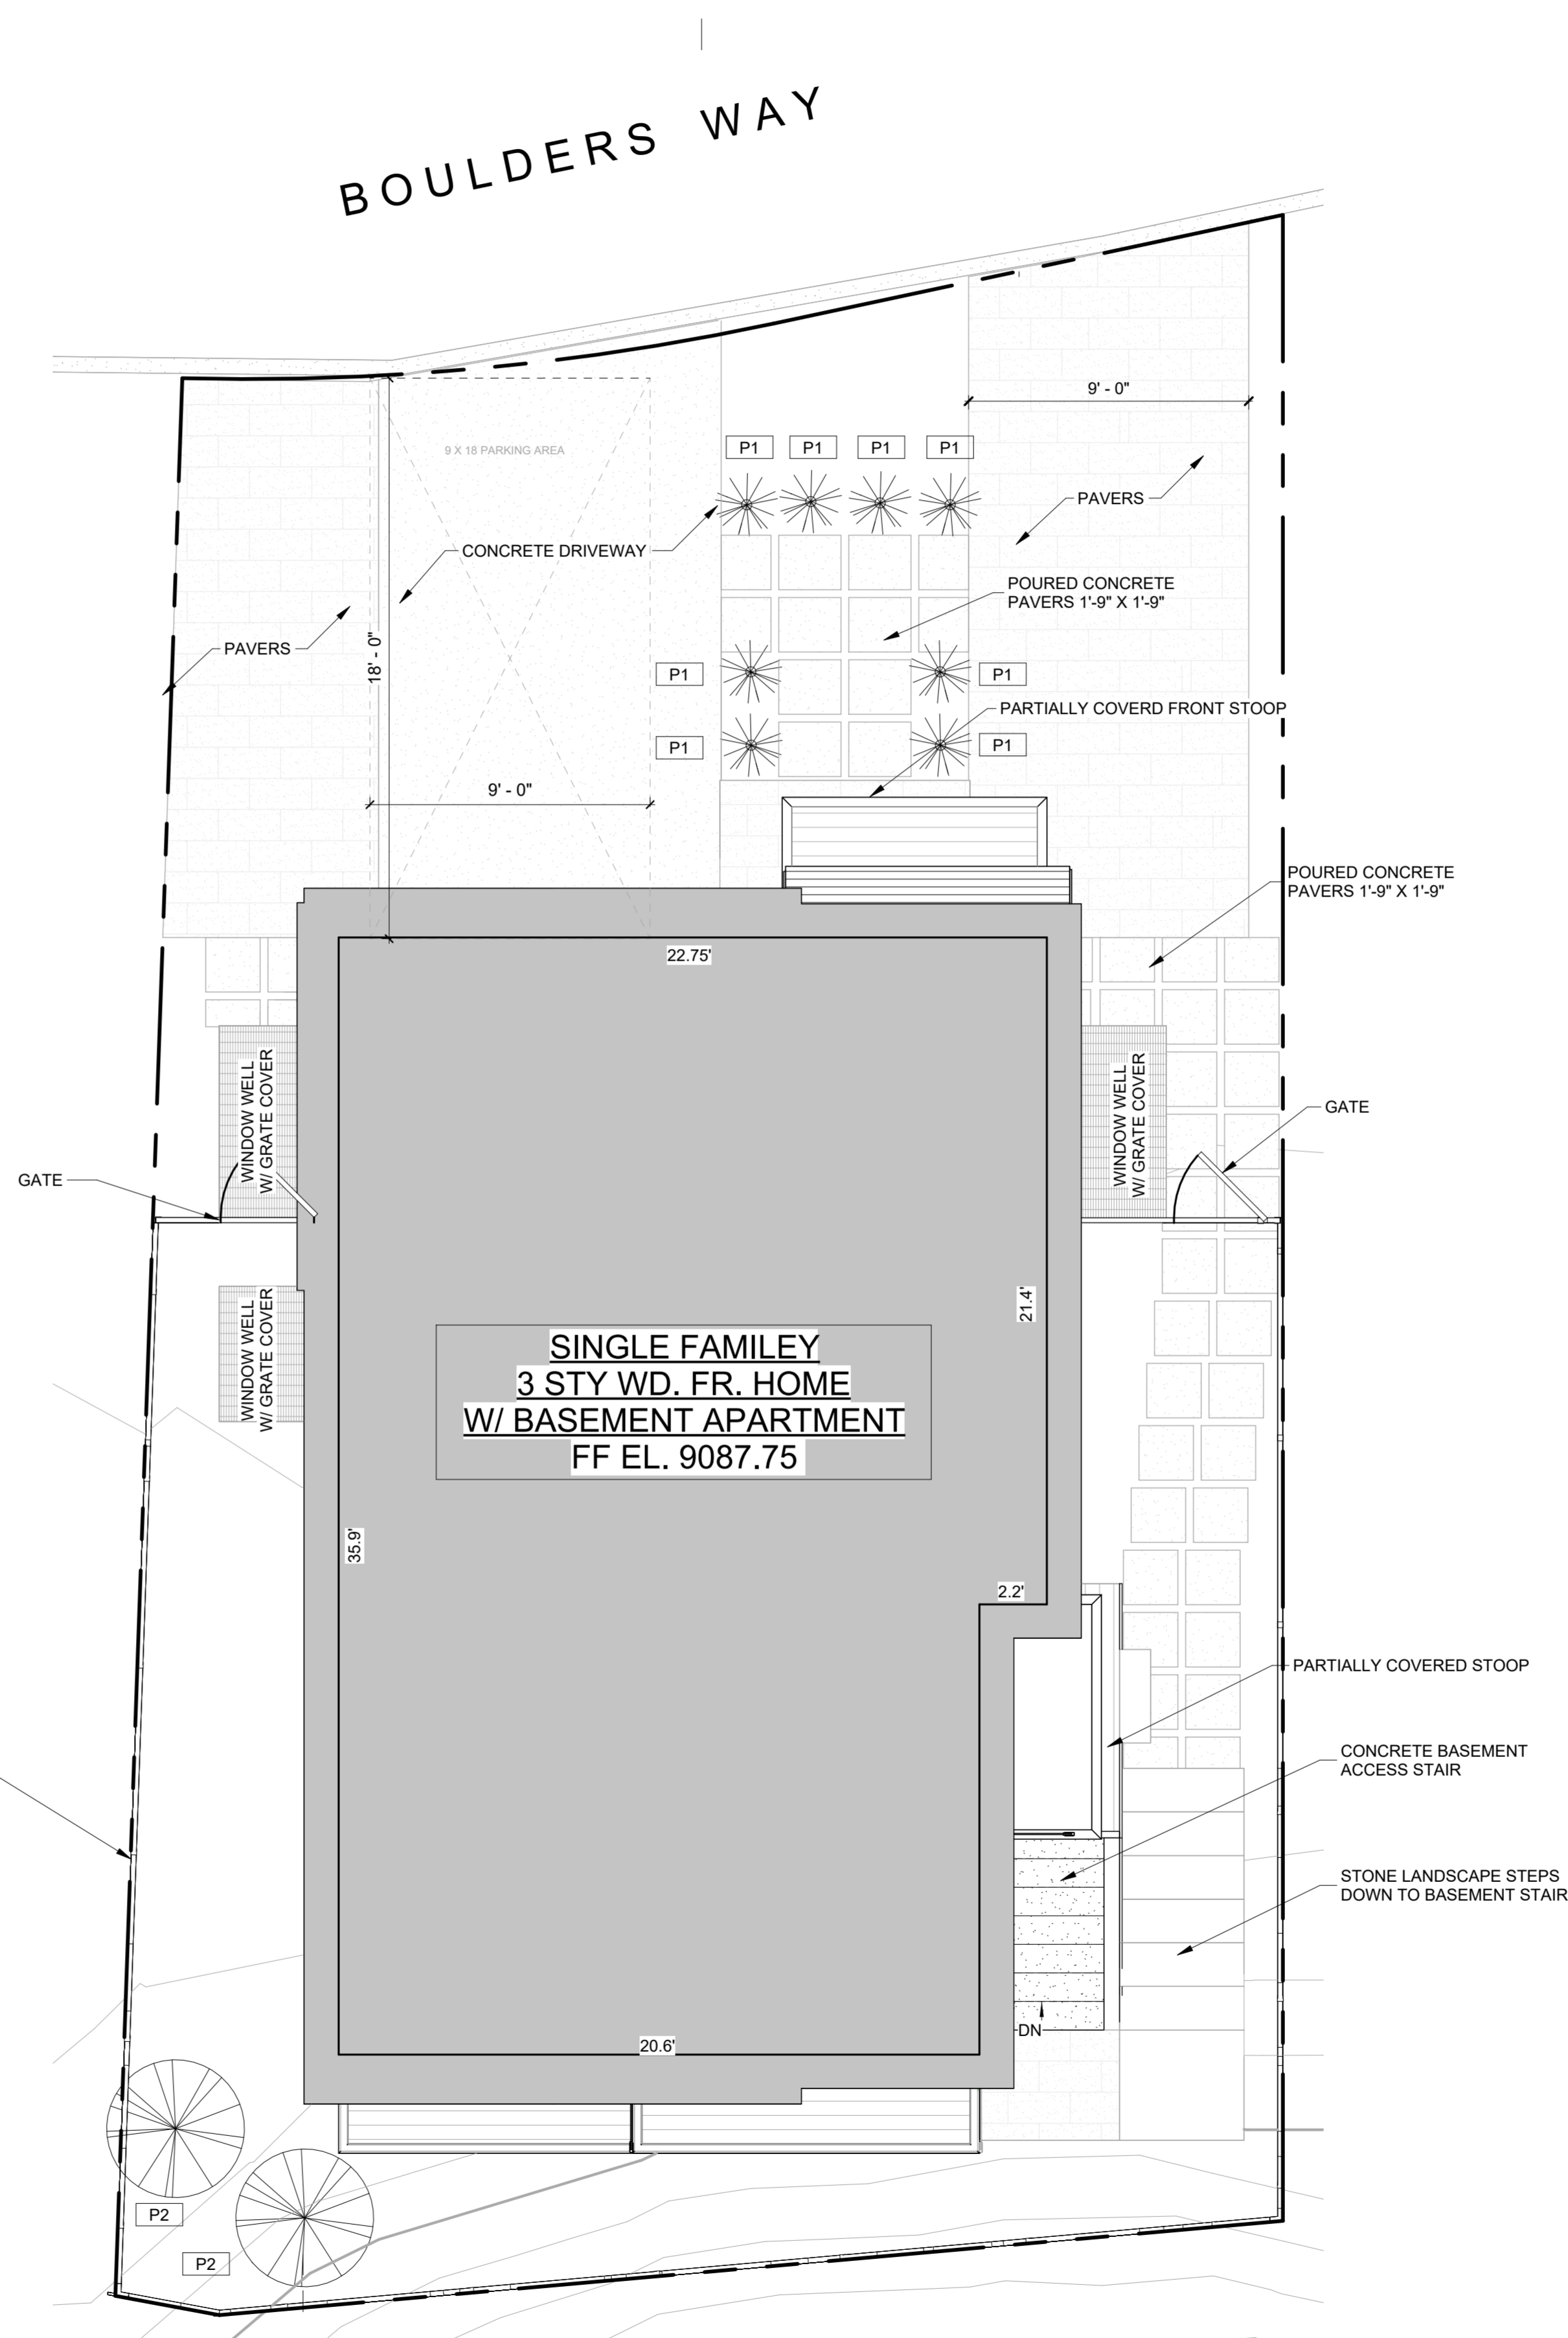 BOULDERS WAY
9' - 0"
9 X 18 PARKING AREA
P1
P1
P1
P1
PAVERS
CONCRETE DRIVEWAY
POURED CONCRETE
PAVERS 1'-9" X 1'-9"
18' - 0"
PAVERS
P1
P1
PARTIALLY COVERD FRONT STOOP
P1
P1
9' - 0"
POURED CONCRETE
PAVERS 1'-9" X 1'-9"
22.75'
WINDOW WELL
W/ GRATE COVER
WINDOW WELL
W/ GRATE COVER
GATE
GATE
WINDOW WELL
W/ GRATE COVER
21.4'
SINGLE FAMILEY
3 STY WD. FR. HOME
W/ BASEMENT APARTMENT
FF EL. 9087.75
35.9'
2.2'
PARTIALLY COVERED STOOP
CONCRETE BASEMENT
ACCESS STAIR
STONE LANDSCAPE STEPS
DOWN TO BASEMENT STAIR
DN
20.6'
P2
P2